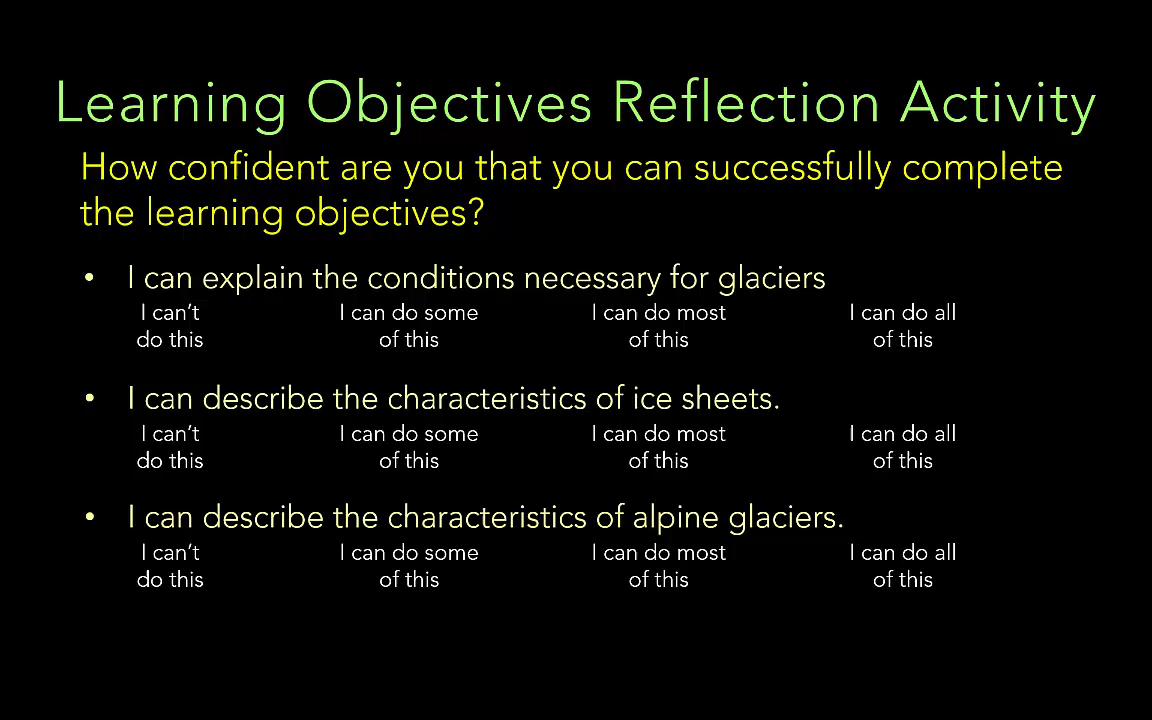 Learning Objectives Reflection Activity
How confident are you that you can successfully complete
the learning objectives?
• I can explain the conditions necessary for glaciers
I can't I can do some I can do most I can do all
do this of this of this of this
• I can describe the characteristics of ice sheets.
I can't I can do some I can do most I can do all
do this of this of this of this
• I can describe the characteristics of alpine glaciers.
I can't I can do some I can do most I can do all
do this of this of this of this